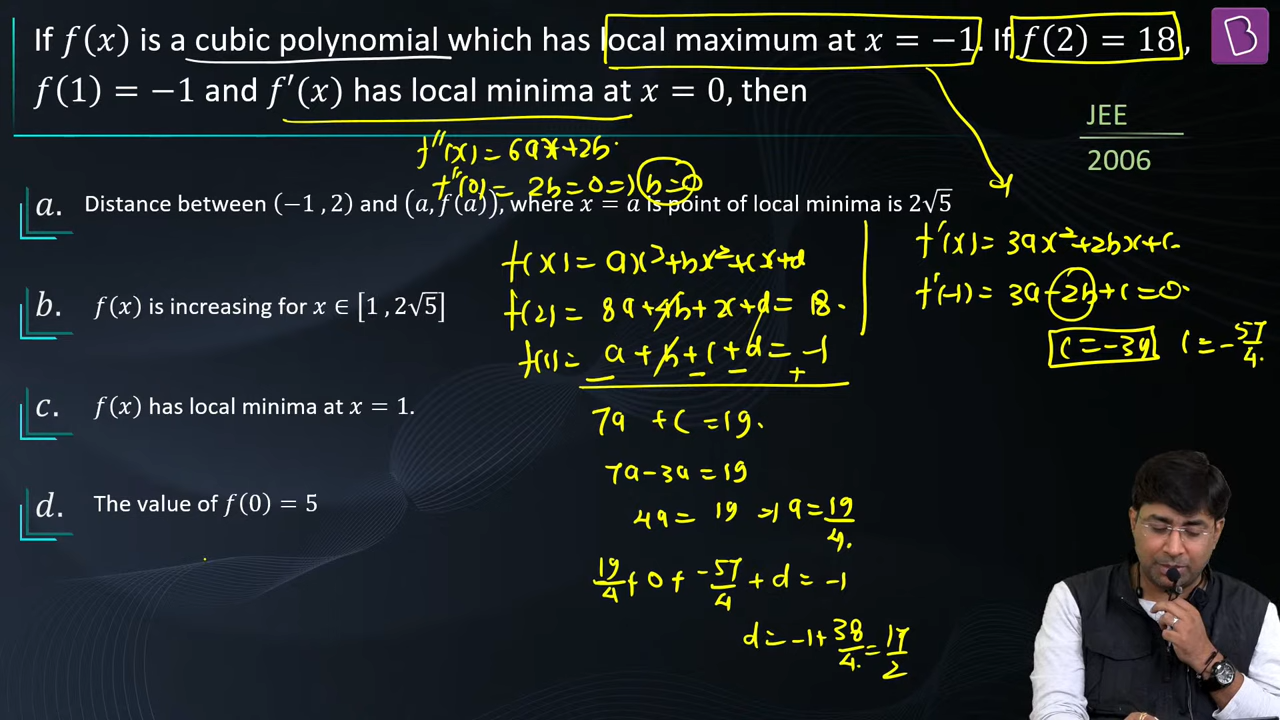 If f(x) is a cubic polynomial which has local maximum at x = −1. If f(2) = 18,
f(1) = −1 and f′(x) has local minima at x = 0, then
JEE
2006
f''(x) = 6ax+2b.
f''(0) = 2b=0 => b=0
a. Distance between (−1 ,2) and (a, f(a)), where x = a is point of local minima is 2√5
f(x) = ax³+bx²+cx+d
f(2) = 8a+4b+x+d = 18.
f(1) = a+b+c+d = -1
− − − +
7a +c = 19.
7a-3a = 19
4a = 19 => a = 19/4.
19/4 + 0 + -57/4 + d = -1
d = -1+38/4. = 17/2
f'(x) = 3ax²+2bx+c
f'(-1) = 3a-2b+c = 0.
c = -3a c = -57/4.
b. f(x) is increasing for x ∈ [1 , 2√5]
c. f(x) has local minima at x = 1.
d. The value of f(0) = 5
B